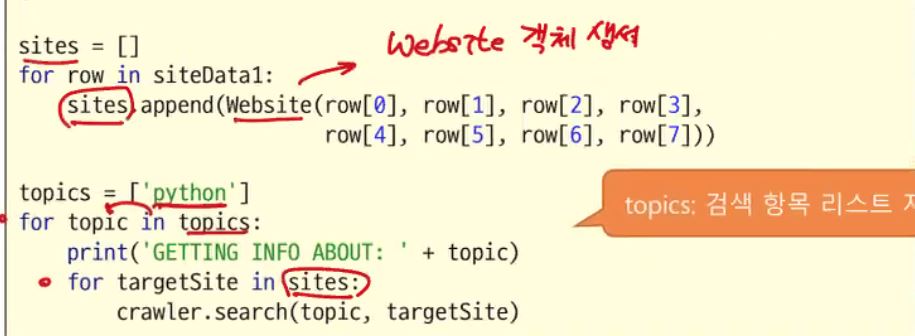 sites = []
Website 객체 생성
for row in siteData1:
sites.append(Website(row[0], row[1], row[2], row[3],
row[4], row[5], row[6], row[7]))
topics = ['python']
topics: 검색 항목 리스트
for topic in topics:
print('GETTING INFO ABOUT: ' + topic)
for targetSite in sites:
crawler.search(topic, targetSite)